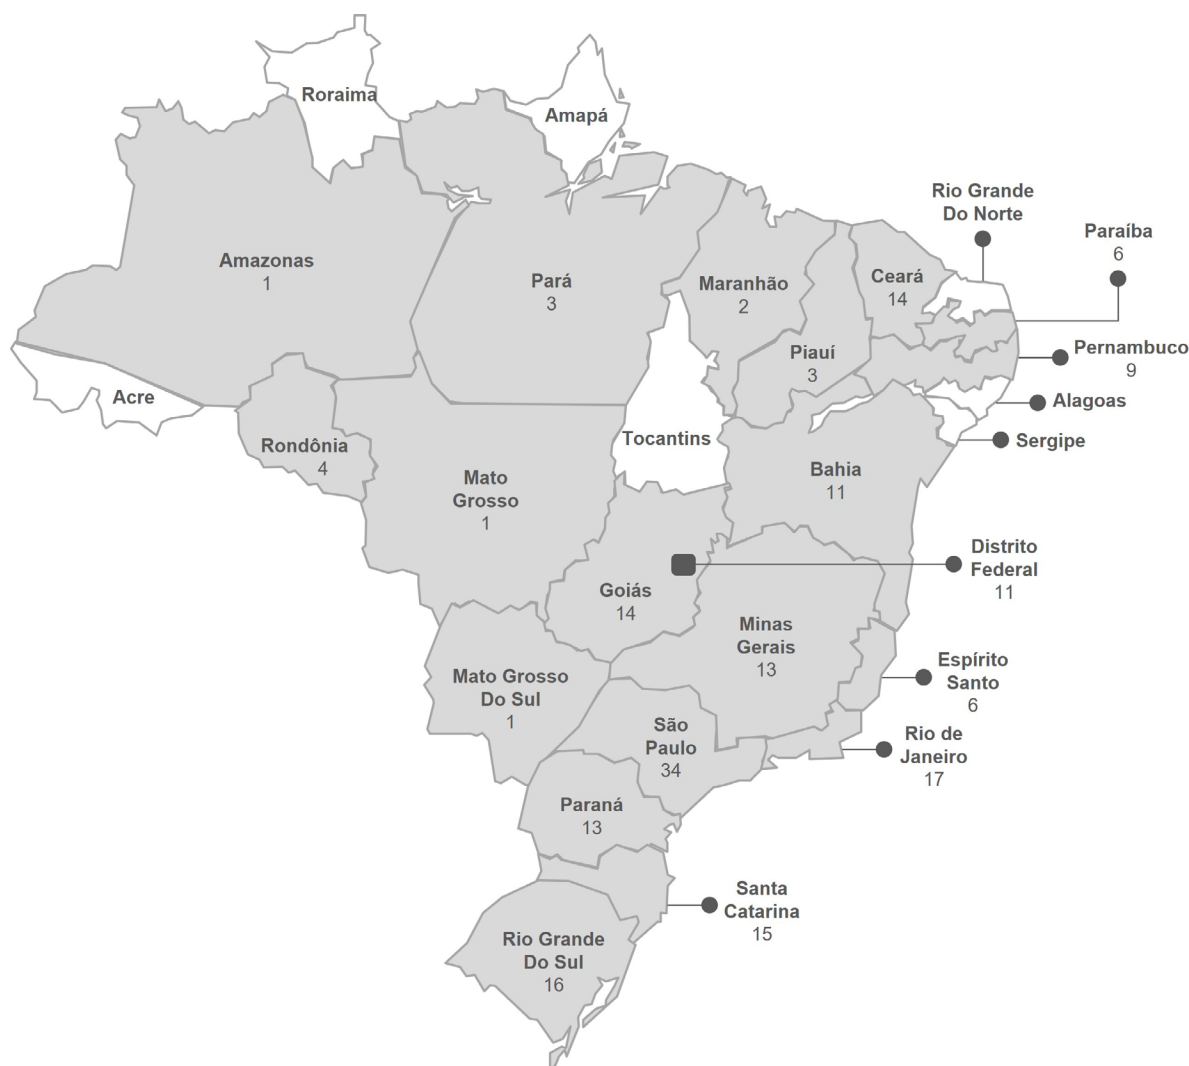 Roraima
Amapá
Rio Grande
Do Norte
Paraíba
6
Amazonas
1
Pará
3
Maranhão
2
Ceará
14
Piauí
3
Pernambuco
9
Acre
Alagoas
Tocantins
Sergipe
Rondônia
4
Mato
Grosso
1
Bahia
11
Distrito
Federal
11
Goiás
14
Minas
Gerais
13
Espírito
Santo
6
Mato Grosso
Do Sul
1
São
Paulo
34
Rio de
Janeiro
17
Paraná
13
Santa
Catarina
15
Rio Grande
Do Sul
16